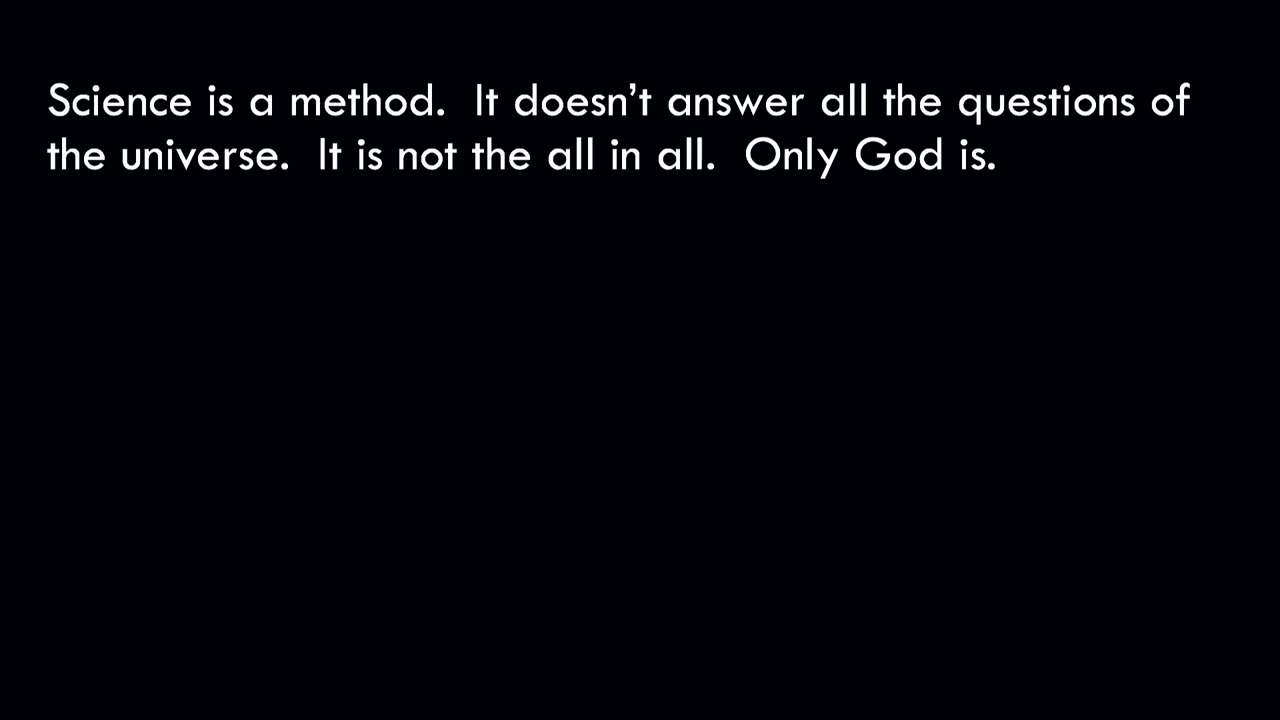 Science is a method.  It doesn’t answer all the questions of
the universe.  It is not the all in all.  Only God is.